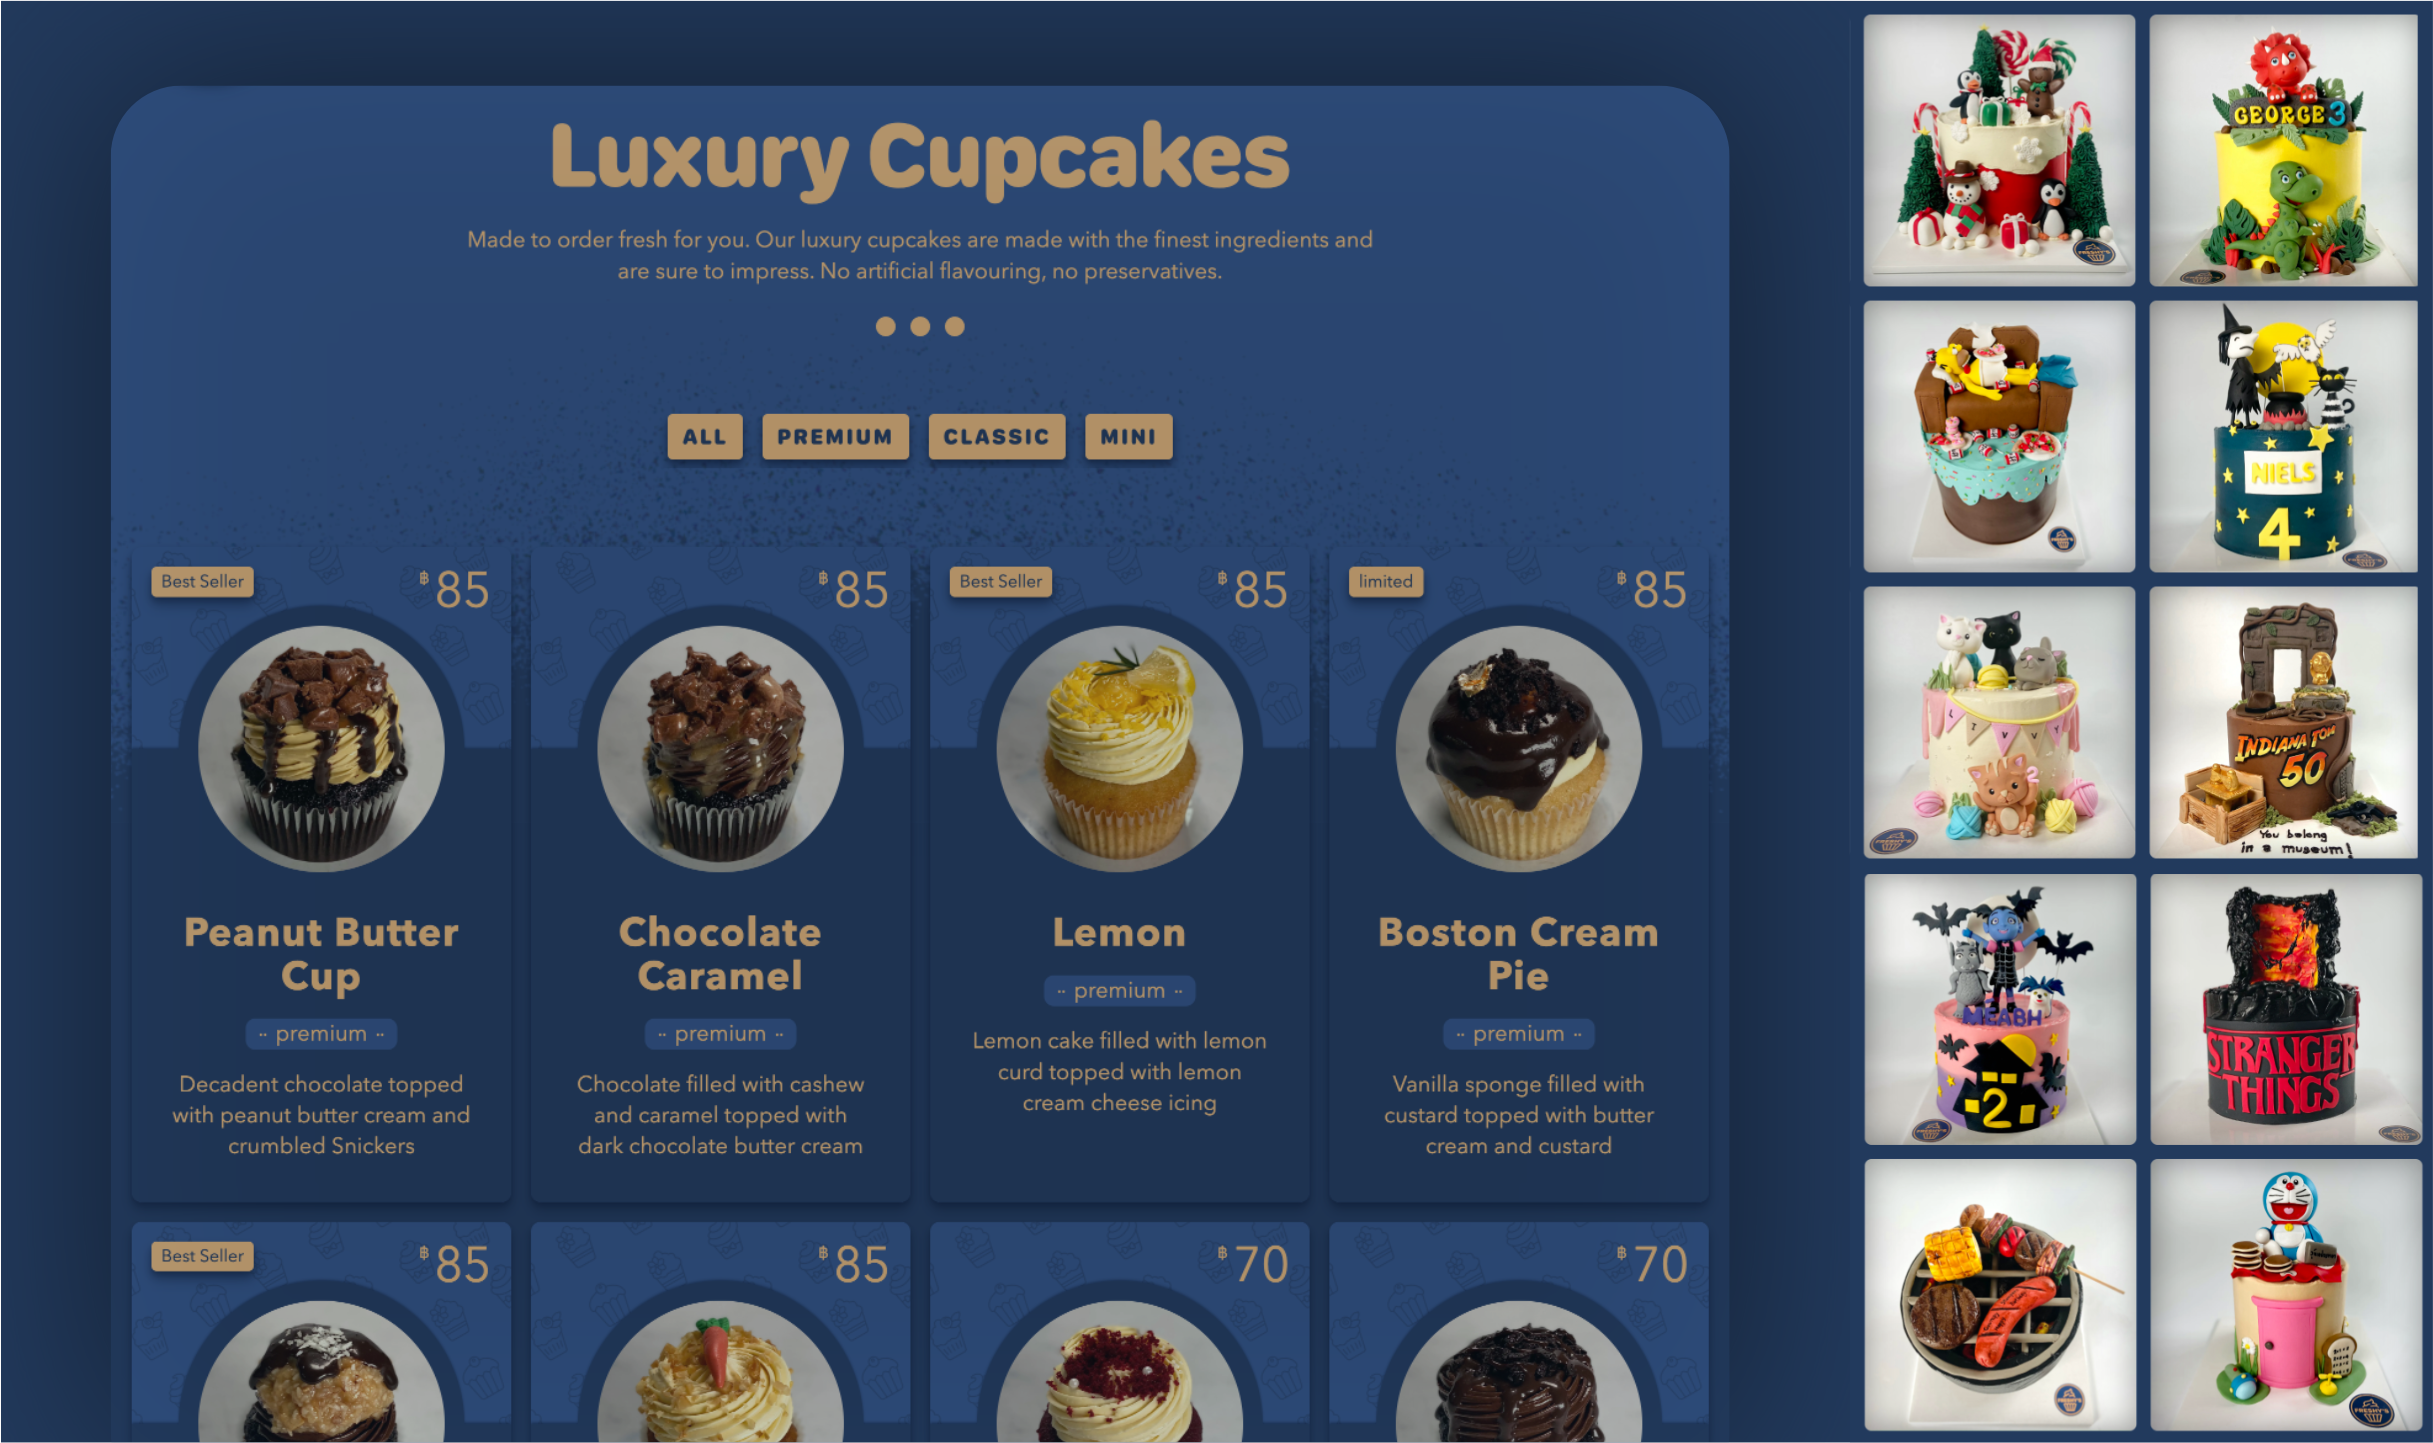 Luxury Cupcakes
Made to order fresh for you. Our luxury cupcakes are made with the finest ingredients and
are sure to impress. No artificial flavouring, no preservatives.
ALL
PREMIUM
CLASSIC
MINI
Best Seller
฿85
Peanut Butter
Cup
·· premium ··
Decadent chocolate topped
with peanut butter cream and
crumbled Snickers
฿85
Chocolate
Caramel
·· premium ··
Chocolate filled with cashew
and caramel topped with
dark chocolate butter cream
Best Seller
฿85
Lemon
·· premium ··
Lemon cake filled with lemon
curd topped with lemon
cream cheese icing
limited
฿85
Boston Cream
Pie
·· premium ··
Vanilla sponge filled with
custard topped with butter
cream and custard
Best Seller
฿85
฿85
฿70
฿70
FRESHY'S
GEORGE 3
NIELS
4
LIVVY
2
INDIANA TOM
50
You belong
in a museum!
MEABH
2
STRANGER
THINGS
FRESHY'S